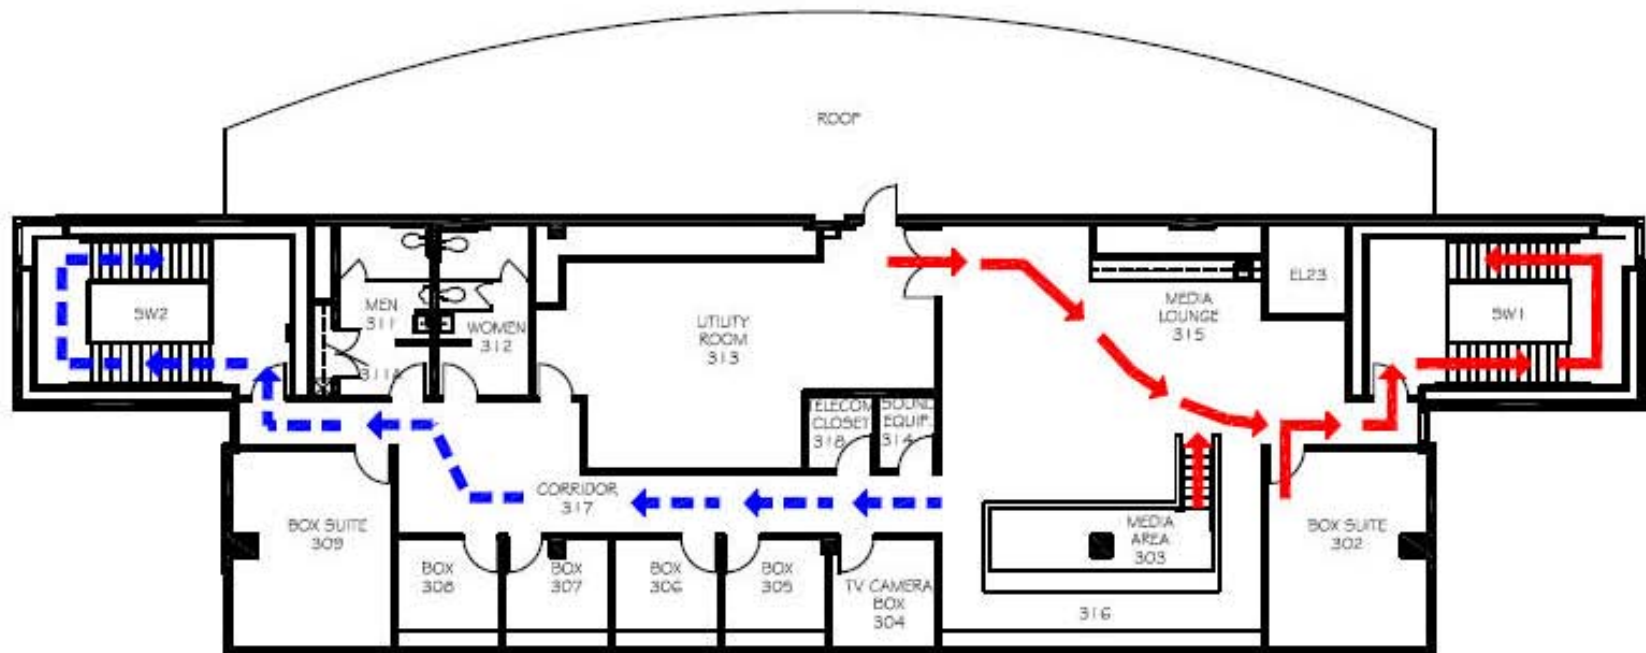 ROOF
SW2
MEN
311
311A
WOMEN
312
UTILITY
ROOM
313
TELECOM
CLOSET
318
SOUND
EQUIP.
314
MEDIA
LOUNGE
315
EL23
SW1
CORRIDOR
317
BOX SUITE
309
BOX
308
BOX
307
BOX
306
BOX
305
TV CAMERA
BOX
304
MEDIA
AREA
303
316
BOX SUITE
302